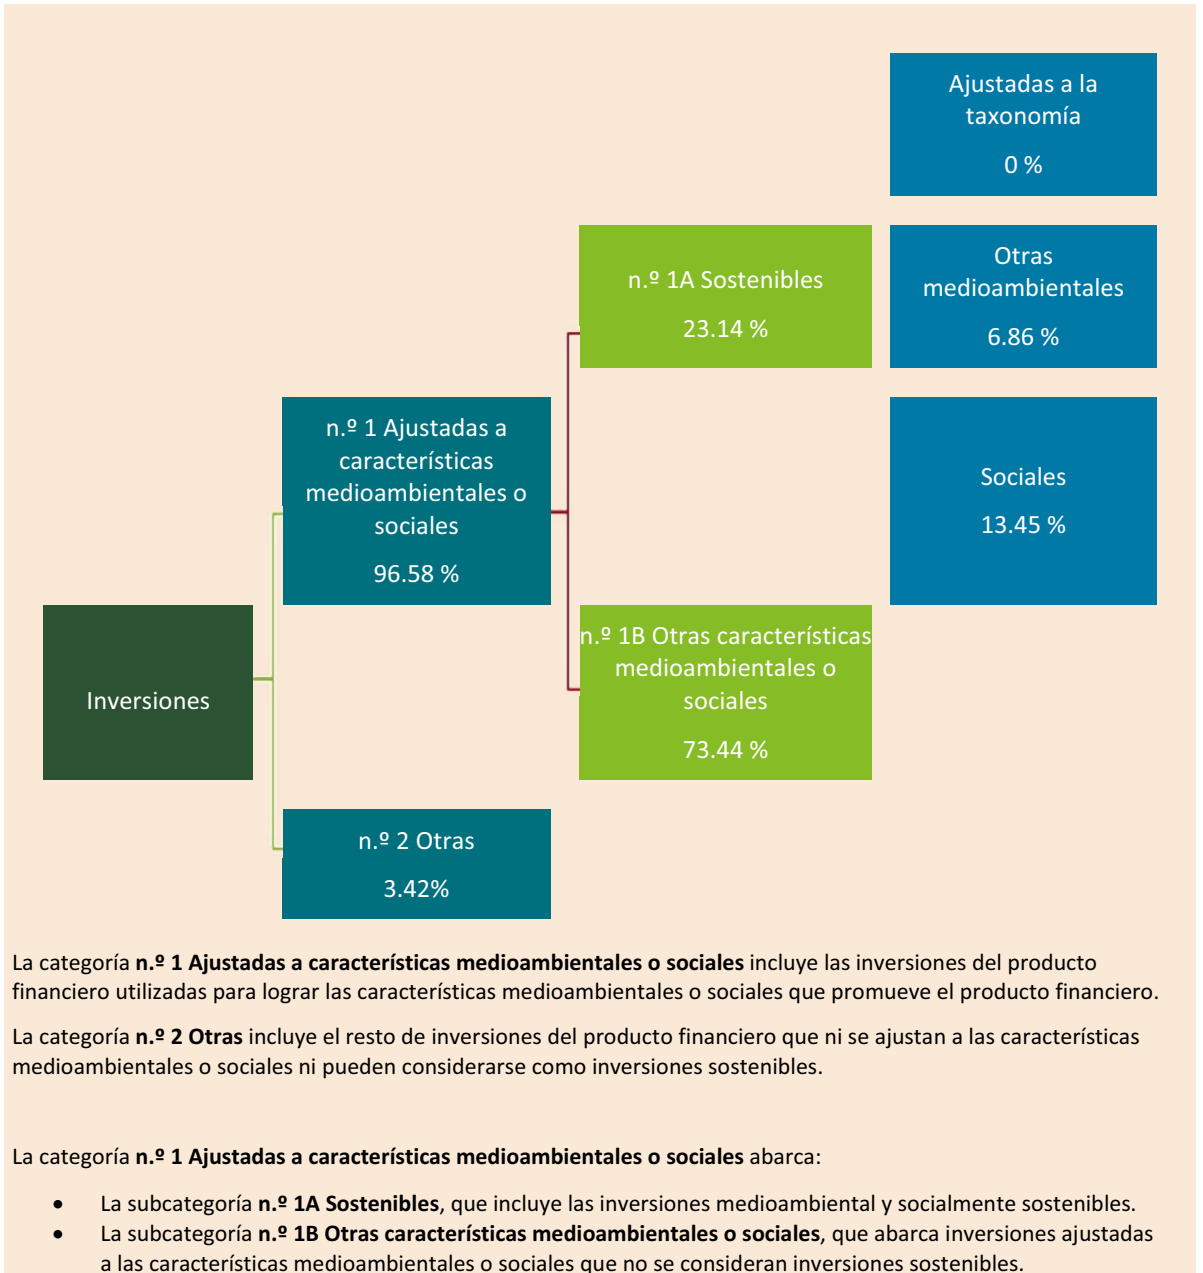 Ajustadas a la
taxonomía
0 %
n.º 1A Sostenibles
23.14 %
Otras
medioambientales
6.86 %
n.º 1 Ajustadas a
características
medioambientales o
sociales
96.58 %
Sociales
13.45 %
Inversiones
n.º 1B Otras características
medioambientales o
sociales
73.44 %
n.º 2 Otras
3.42%
La categoría n.º 1 Ajustadas a características medioambientales o sociales incluye las inversiones del producto
financiero utilizadas para lograr las características medioambientales o sociales que promueve el producto financiero.
La categoría n.º 2 Otras incluye el resto de inversiones del producto financiero que ni se ajustan a las características
medioambientales o sociales ni pueden considerarse como inversiones sostenibles.
La categoría n.º 1 Ajustadas a características medioambientales o sociales abarca:
• La subcategoría n.º 1A Sostenibles, que incluye las inversiones medioambiental y socialmente sostenibles.
• La subcategoría n.º 1B Otras características medioambientales o sociales, que abarca inversiones ajustadas
a las características medioambientales o sociales que no se consideran inversiones sostenibles.